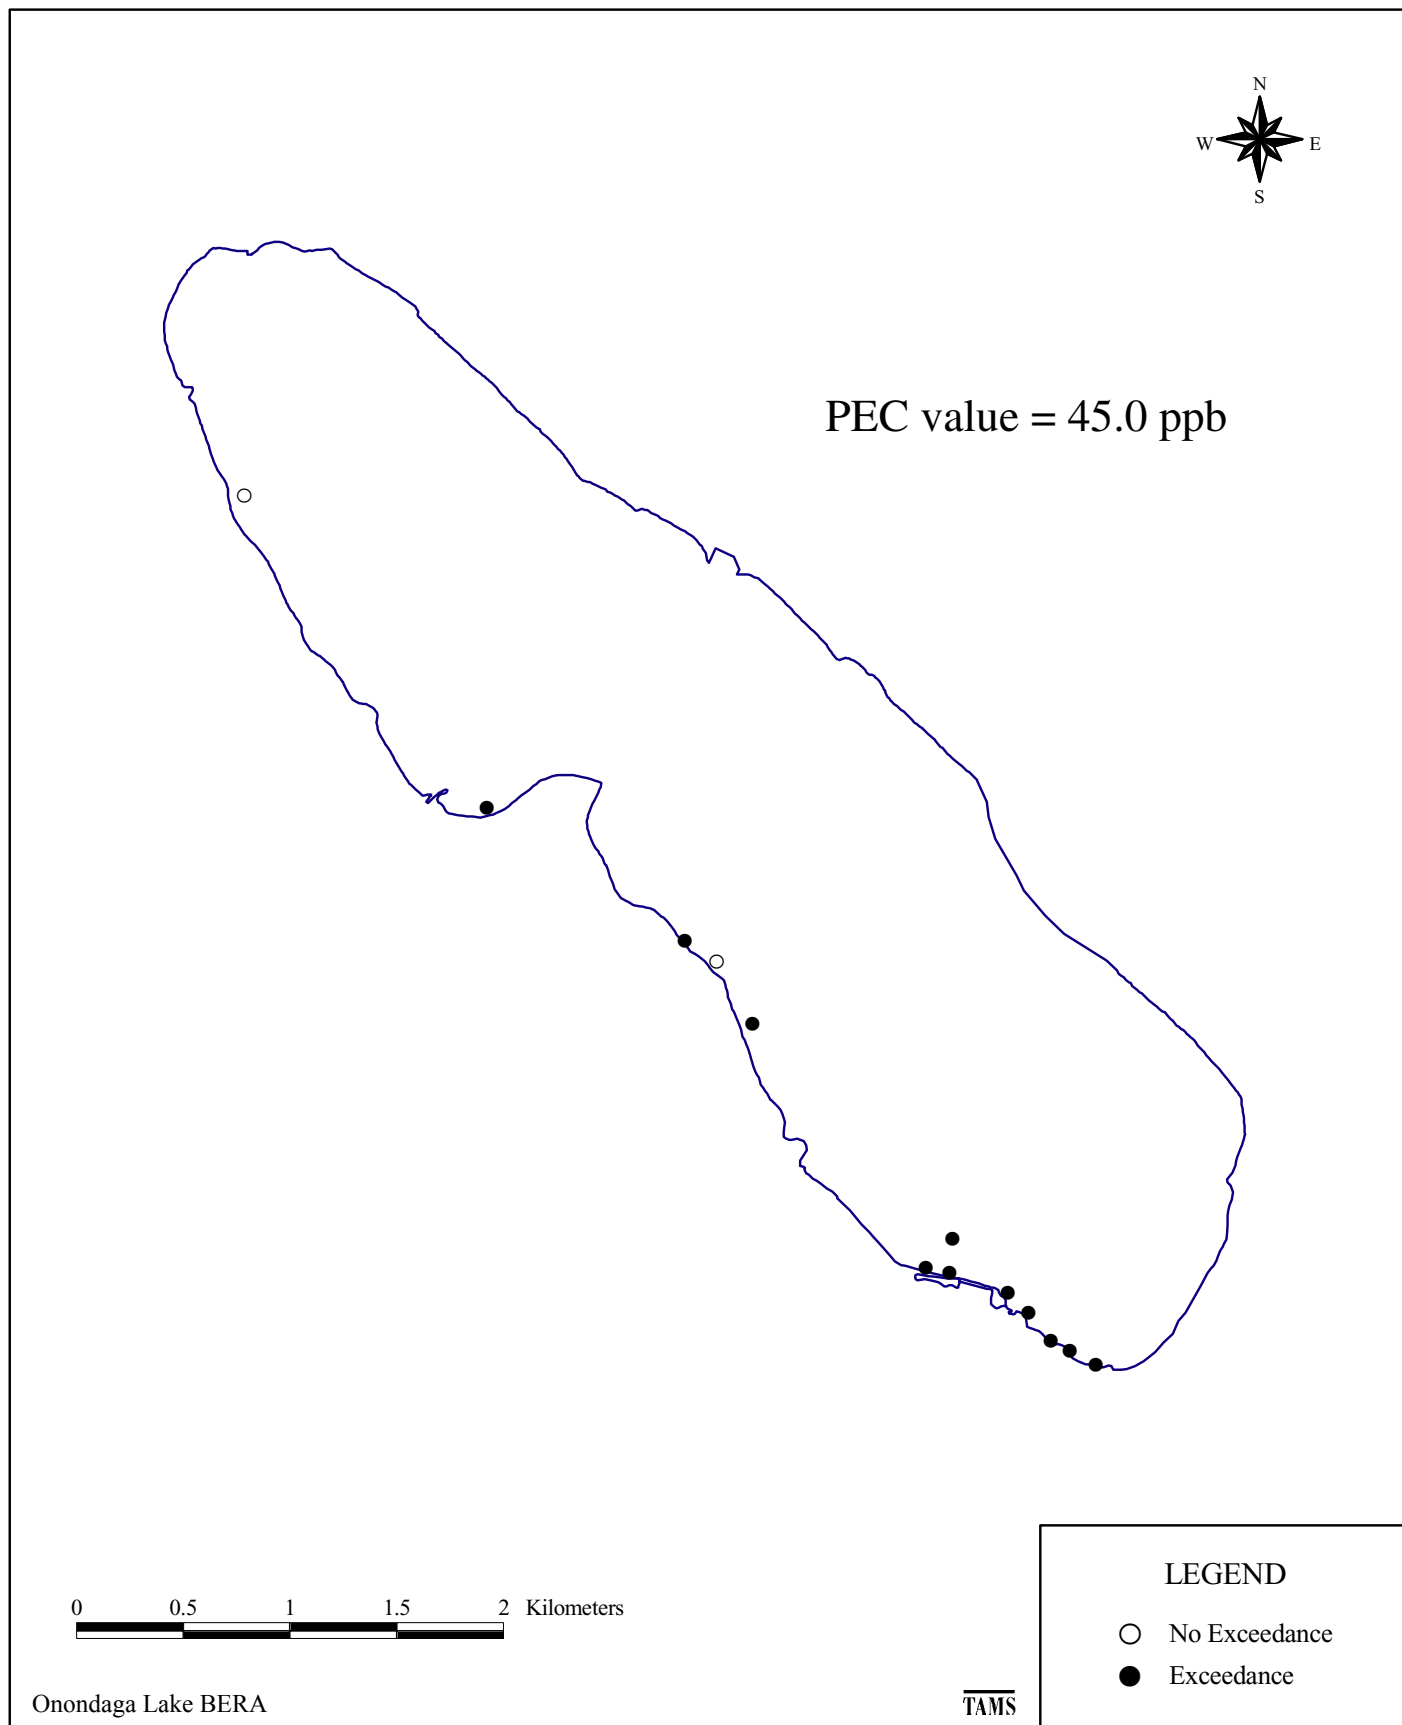 N
W E
S
PEC value = 45.0 ppb
LEGEND
0 0.5 1 1.5 2 Kilometers
No Exceedance
Exceedance
Onondaga Lake BERA
TAMS